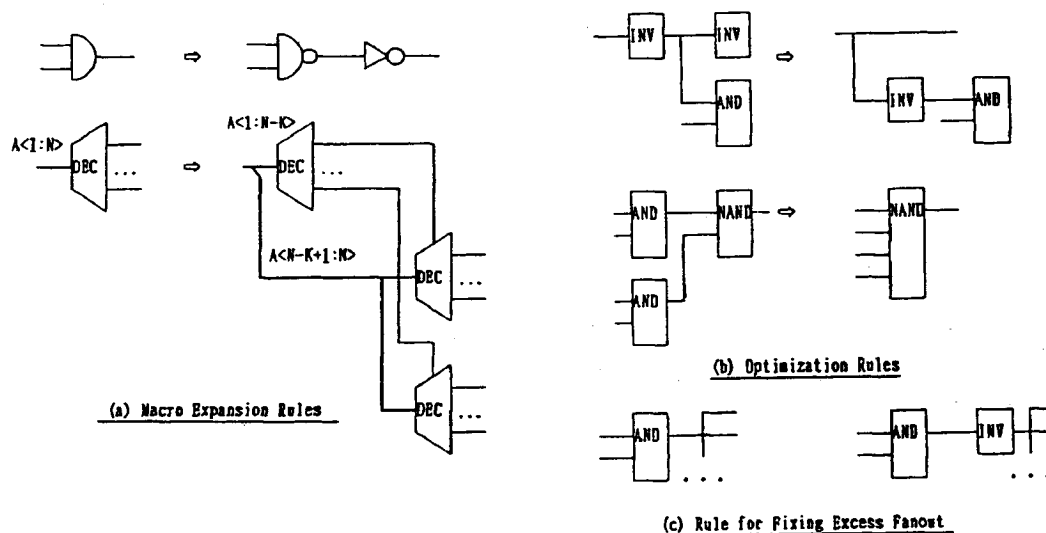 A<1:N>
DEC
...
A<1:N-K>
DEC
...
A<N-K+1:N>
DEC
...
DEC
...
(a) Macro Expansion Rules
INV
INV
AND
INV
AND
AND
NAND
AND
NAND
(b) Optimization Rules
AND
...
AND
INV
...
(c) Rule for Fixing Excess Fanout